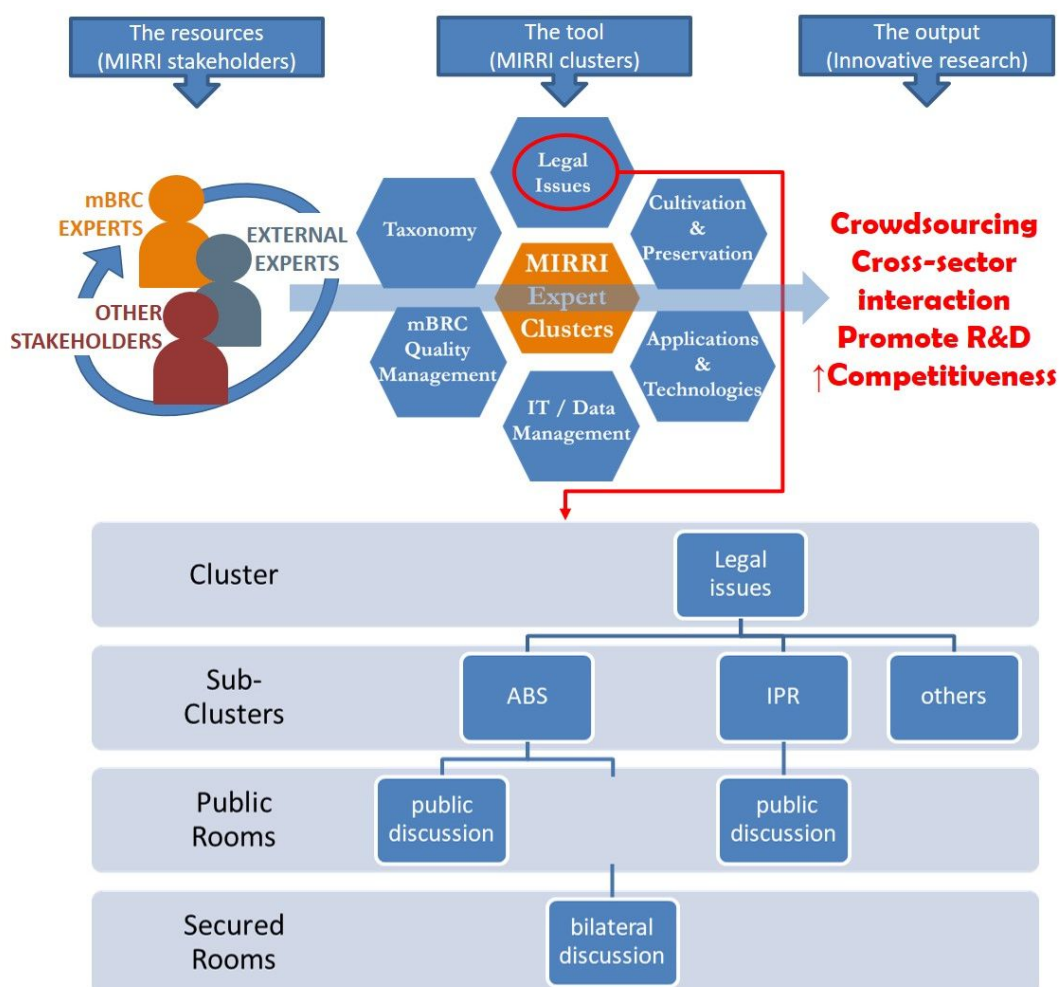 The resources
(MIRRI stakeholders)
The tool
(MIRRI clusters)
The output
(Innovative research)
mBRC
EXPERTS
EXTERNAL
EXPERTS
OTHER
STAKEHOLDERS
Legal
Issues
Taxonomy
Cultivation
&
Preservation
MIRRI
Expert
Clusters
mBRC
Quality
Management
Applications
&
Technologies
IT / Data
Management
Crowdsourcing
Cross-sector
interaction
Promote R&D
↑Competitiveness
Cluster
Legal
issues
Sub-
Clusters
ABS
IPR
others
Public
Rooms
public
discussion
public
discussion
Secured
Rooms
bilateral
discussion